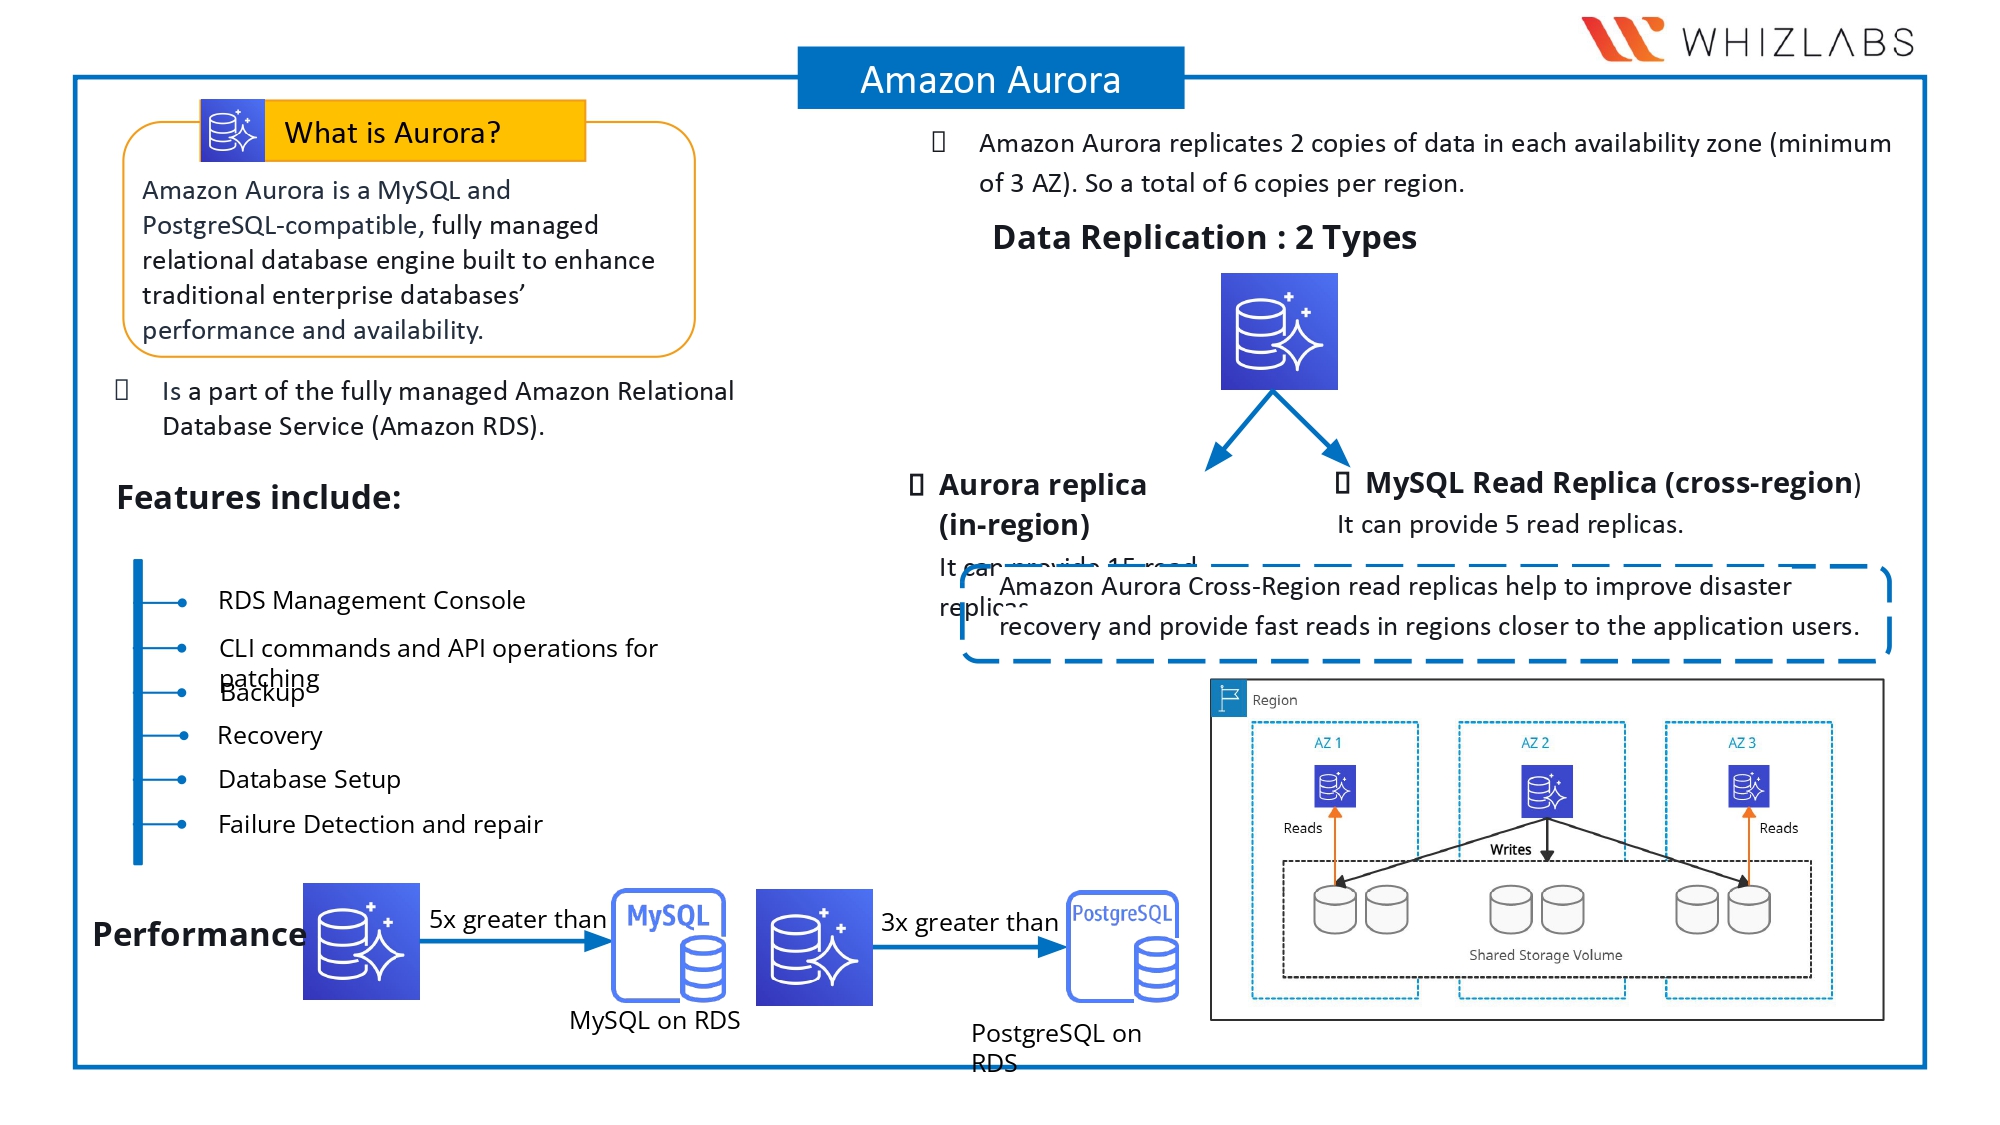 WHIZLABS
Amazon Aurora
What is Aurora?
Amazon Aurora is a MySQL and
PostgreSQL-compatible, fully managed
relational database engine built to enhance
traditional enterprise databases’
performance and availability.
Is a part of the fully managed Amazon Relational
Database Service (Amazon RDS).
Features include:
RDS Management Console
CLI commands and API operations for
patching
Backup
Recovery
Database Setup
Failure Detection and repair
Performance
5x greater than
MySQL
MySQL on RDS
3x greater than
PostgreSQL
PostgreSQL on
RDS
Amazon Aurora replicates 2 copies of data in each availability zone (minimum
of 3 AZ). So a total of 6 copies per region.
Data Replication : 2 Types
Aurora replica
(in-region)
It can provide 15 read
replicas
MySQL Read Replica (cross-region)
It can provide 5 read replicas.
Amazon Aurora Cross-Region read replicas help to improve disaster
recovery and provide fast reads in regions closer to the application users.
Region
AZ 1
AZ 2
AZ 3
Reads
Writes
Reads
Shared Storage Volume